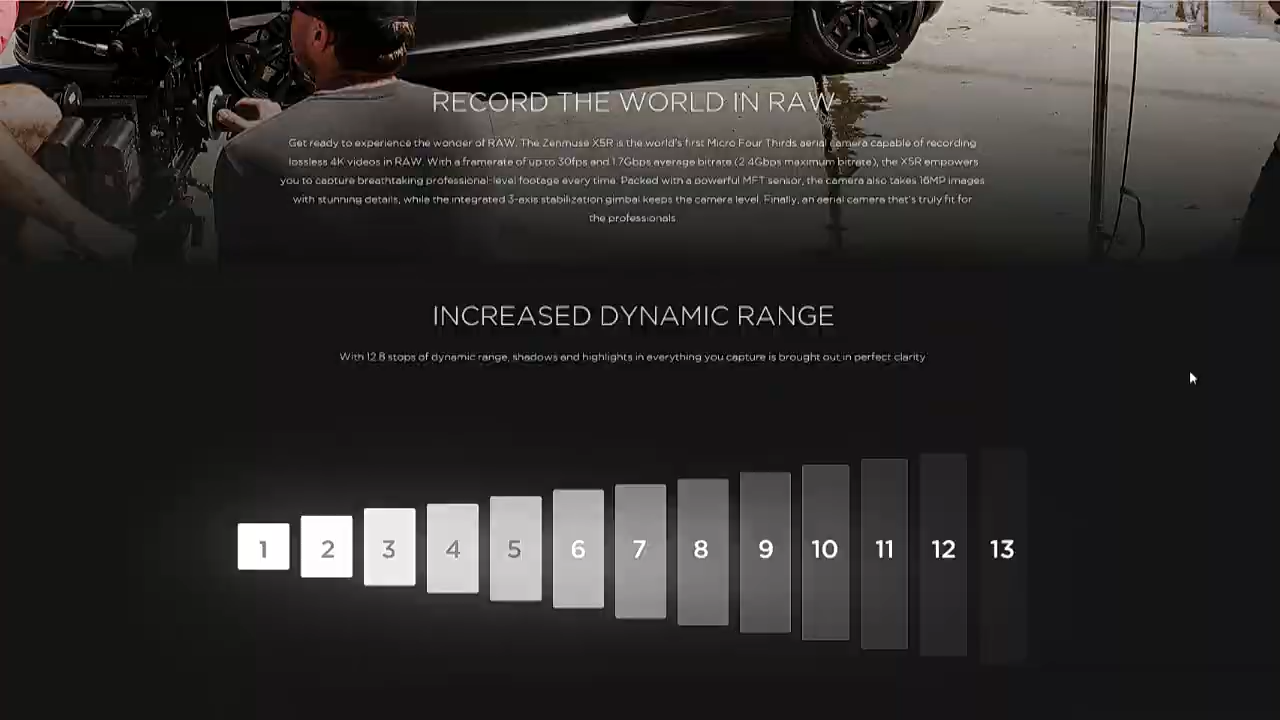 RECORD THE WORLD IN RAW
Get ready to experience the wonder of RAW. The Zenmuse X5R is the world's first Micro Four Thirds aerial camera capable of recording
lossless 4K videos in RAW. With a framerate of up to 30fps and 1.7Gbps average bitrate (2.4Gbps maximum bitrate), the X5R empowers
you to capture breathtaking professional-level footage every time. Packed with a powerful MFT sensor, the camera also takes 16MP images
with stunning details, while the integrated 3-axis stabilization gimbal keeps the camera level. Finally, an aerial camera that's truly fit for
the professionals.
INCREASED DYNAMIC RANGE
With 12.8 stops of dynamic range, shadows and highlights in everything you capture is brought out in perfect clarity
1 2 3 4 5 6 7 8 9 10 11 12 13